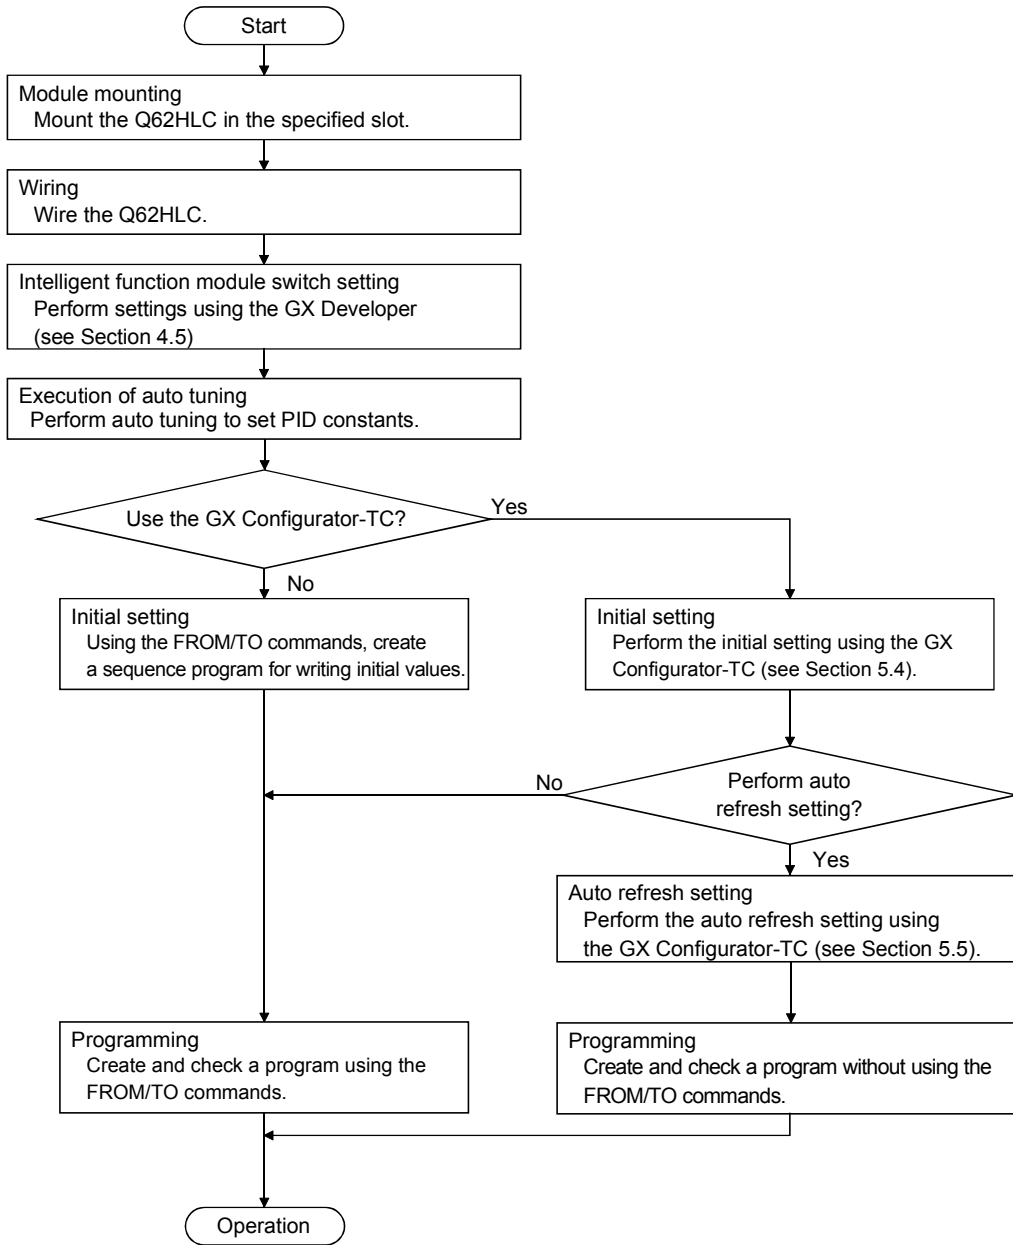 Start
Module mounting
Mount the Q62HLC in the specified slot.
Wiring
Wire the Q62HLC.
Intelligent function module switch setting
Perform settings using the GX Developer
(see Section 4.5)
Execution of auto tuning
Perform auto tuning to set PID constants.
Use the GX Configurator-TC?
Yes
No
Initial setting
Using the FROM/TO commands, create
a sequence program for writing initial values.
Initial setting
Perform the initial setting using the GX
Configurator-TC (see Section 5.4).
No
Perform auto
refresh setting?
Yes
Auto refresh setting
Perform the auto refresh setting using
the GX Configurator-TC (see Section 5.5).
Programming
Create and check a program using the
FROM/TO commands.
Programming
Create and check a program without using the
FROM/TO commands.
Operation